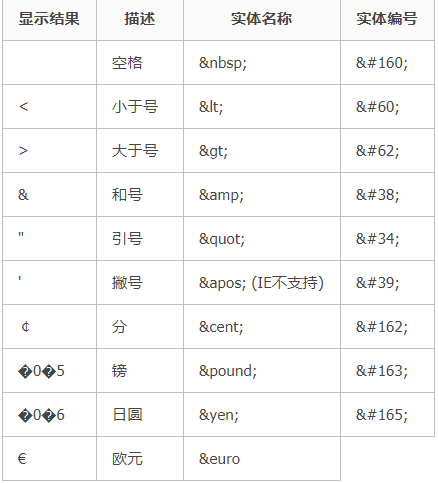 显示结果 描述 实体名称 实体编号
空格 &nbsp; &#160;
< 小于号 &lt; &#60;
> 大于号 &gt; &#62;
& 和号 &amp; &#38;
" 引号 &quot; &#34;
' 撇号 &apos; (IE不支持) &#39;
¢ 分 &cent; &#162;
�0�5 镑 &pound; &#163;
�0�6 日圆 &yen; &#165;
€ 欧元 &euro